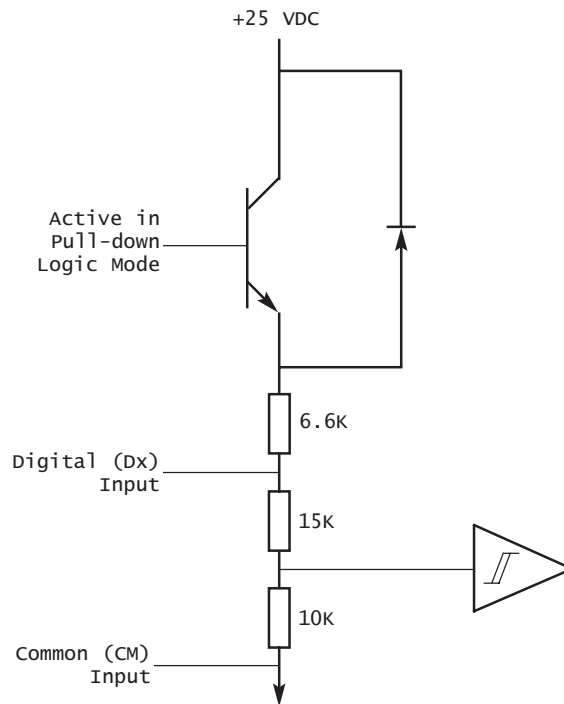 +25 VDC
Active in
Pull-down
Logic Mode
6.6K
Digital (Dx)
Input
15K
10K
Common (CM)
Input